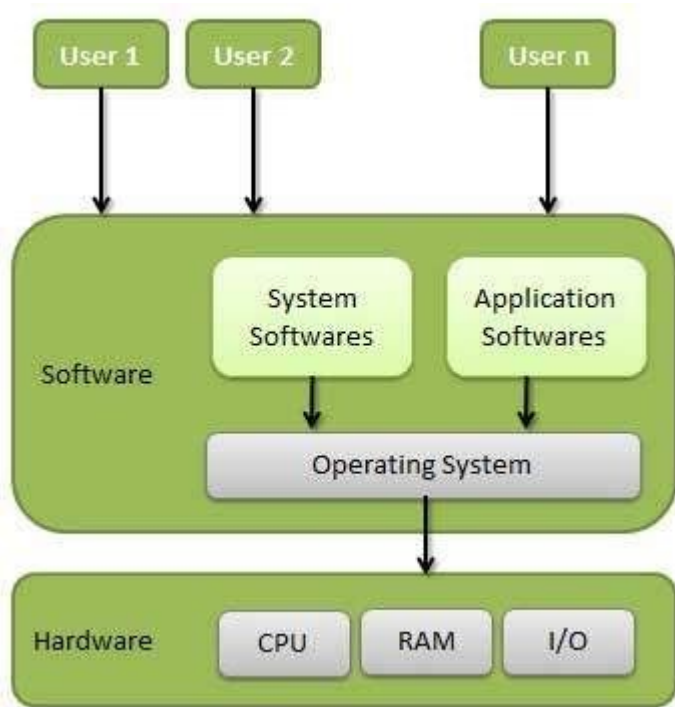 User 1
User 2
User n
System
Softwares
Application
Softwares
Software
Operating System
Hardware
CPU
RAM
I/O